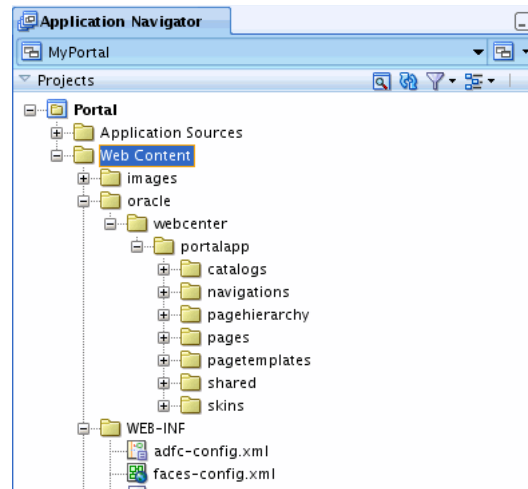 Application Navigator
MyPortal
Projects
Portal
Application Sources
Web Content
images
oracle
webcenter
portalapp
catalogs
navigations
pagehierarchy
pages
pagetemplates
shared
skins
WEB-INF
adfc-config.xml
faces-config.xml